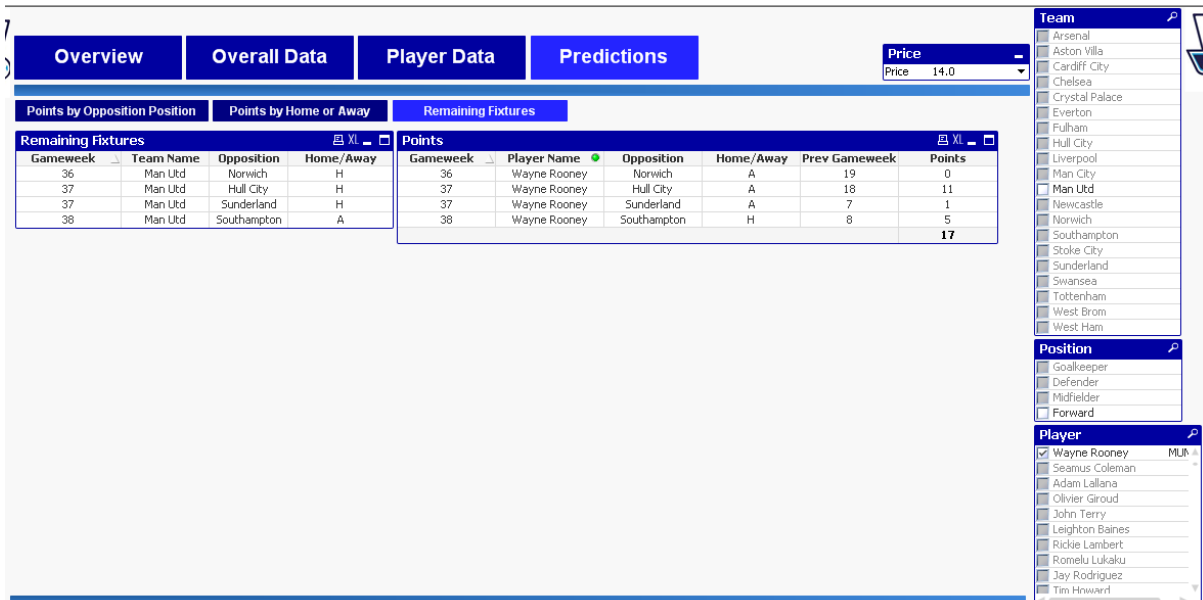 Overview Overall Data Player Data Predictions
Price
Price 14.0
Points by Opposition Position Points by Home or Away Remaining Fixtures
Remaining Fixtures XL
Gameweek Team Name Opposition Home/Away
36 Man Utd Norwich H
37 Man Utd Hull City H
37 Man Utd Sunderland H
38 Man Utd Southampton A
Points XL
Gameweek Player Name Opposition Home/Away Prev Gameweek Points
36 Wayne Rooney Norwich A 19 0
37 Wayne Rooney Hull City A 18 11
37 Wayne Rooney Sunderland A 7 1
38 Wayne Rooney Southampton H 8 5
17
Team
Arsenal
Aston Villa
Cardiff City
Chelsea
Crystal Palace
Everton
Fulham
Hull City
Liverpool
Man City
Man Utd
Newcastle
Norwich
Southampton
Stoke City
Sunderland
Swansea
Tottenham
West Brom
West Ham
Position
Goalkeeper
Defender
Midfielder
Forward
Player
Wayne Rooney MUN
Seamus Coleman
Adam Lallana
Olivier Giroud
John Terry
Leighton Baines
Rickie Lambert
Romelu Lukaku
Jay Rodriguez
Tim Howard